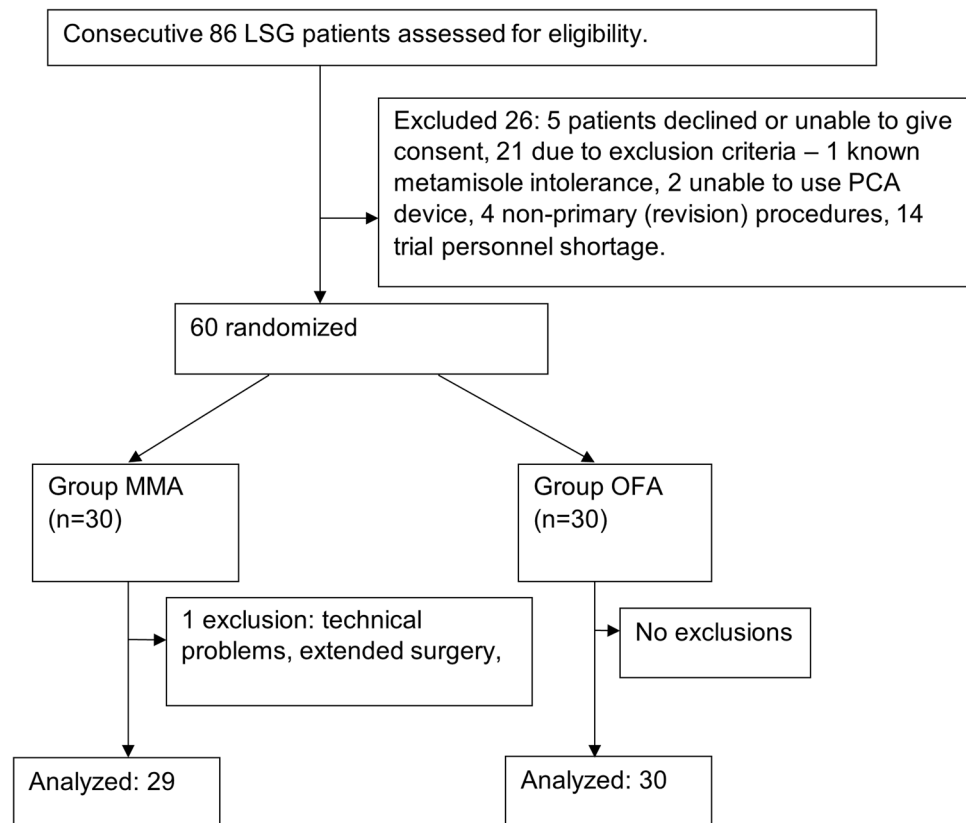 Consecutive 86 LSG patients assessed for eligibility.
Excluded 26: 5 patients declined or unable to give
consent, 21 due to exclusion criteria – 1 known
metamisole intolerance, 2 unable to use PCA
device, 4 non-primary (revision) procedures, 14
trial personnel shortage.
60 randomized
Group MMA
(n=30)
Group OFA
(n=30)
1 exclusion: technical
problems, extended surgery,
No exclusions
Analyzed: 29
Analyzed: 30